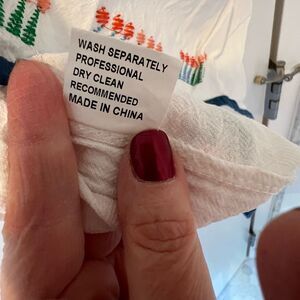 WASH SEPARATELY
PROFESSIONAL
DRY CLEAN
RECOMMENDED
MADE IN CHINA